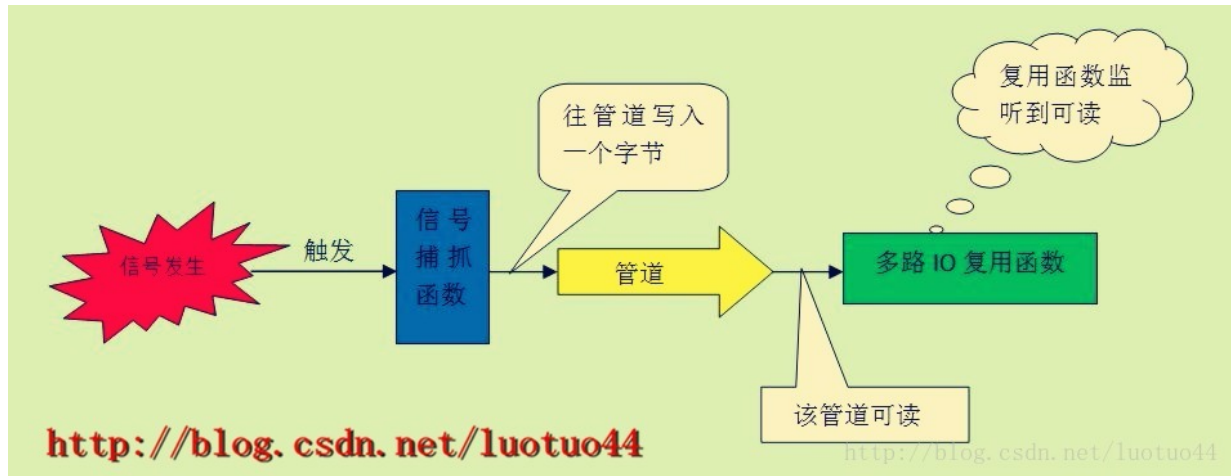 复用函数监
听到可读
往管道写入
一个字节
信号
捕抓
函数
信号发生
触发
管道
多路IO复用函数
该管道可读
http://blog.csdn.net/luotuo44
http://blog.csdn.net/luotuo44